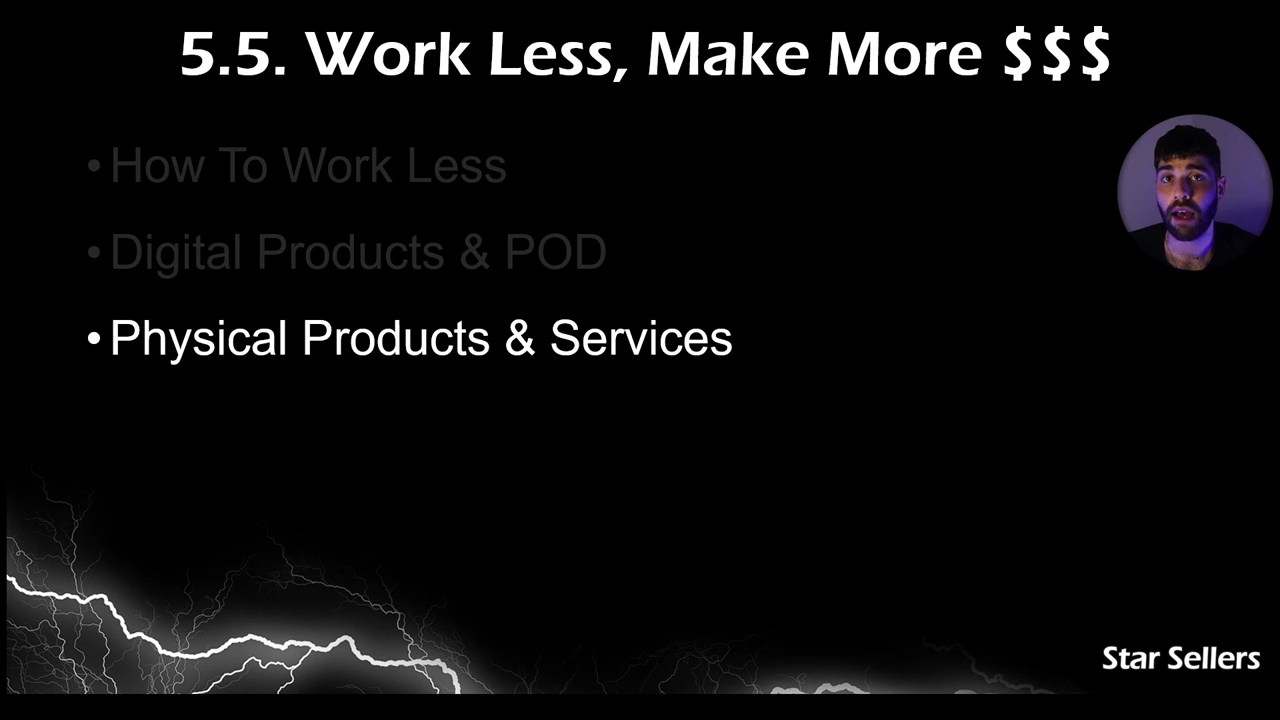 5.5. Work Less, Make More $$$
• How To Work Less
• Digital Products & POD
• Physical Products & Services
Star Sellers